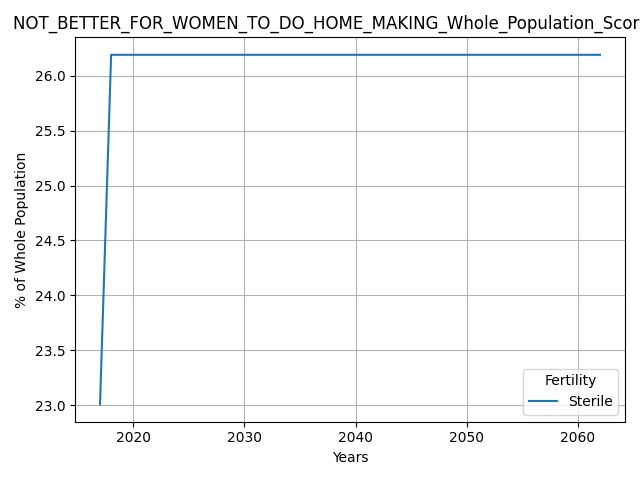 NOT_BETTER_FOR_WOMEN_TO_DO_HOME_MAKING_Whole_Population_Scor
26.0
25.5
25.0
24.5
24.0
23.5
23.0
% of Whole Population
Fertility
Sterile
2020 2030 2040 2050 2060
Years